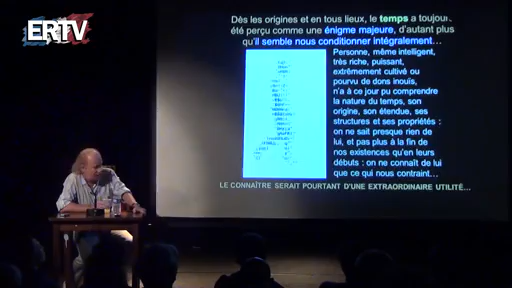 ERTV
Dès les origines et en tous lieux, le temps a toujour.
été perçu comme une énigme majeure, d'autant plus
qu'il semble nous conditionner intégralement...
Personne, même intelligent,
très riche, puissant,
extrêmement cultivé ou
pourvu de dons inouïs,
n'a à ce jour pu comprendre
la nature du temps, son
origine, son étendue, ses
structures et ses propriétés :
on ne sait presque rien de
lui, et pas plus à la fin de
nos existences qu'en leurs
débuts : on ne connaît de lui
que ce qui nous contraint...
LE CONNAÎTRE SERAIT POURTANT D'UNE EXTRAORDINAIRE UTILITÉ...